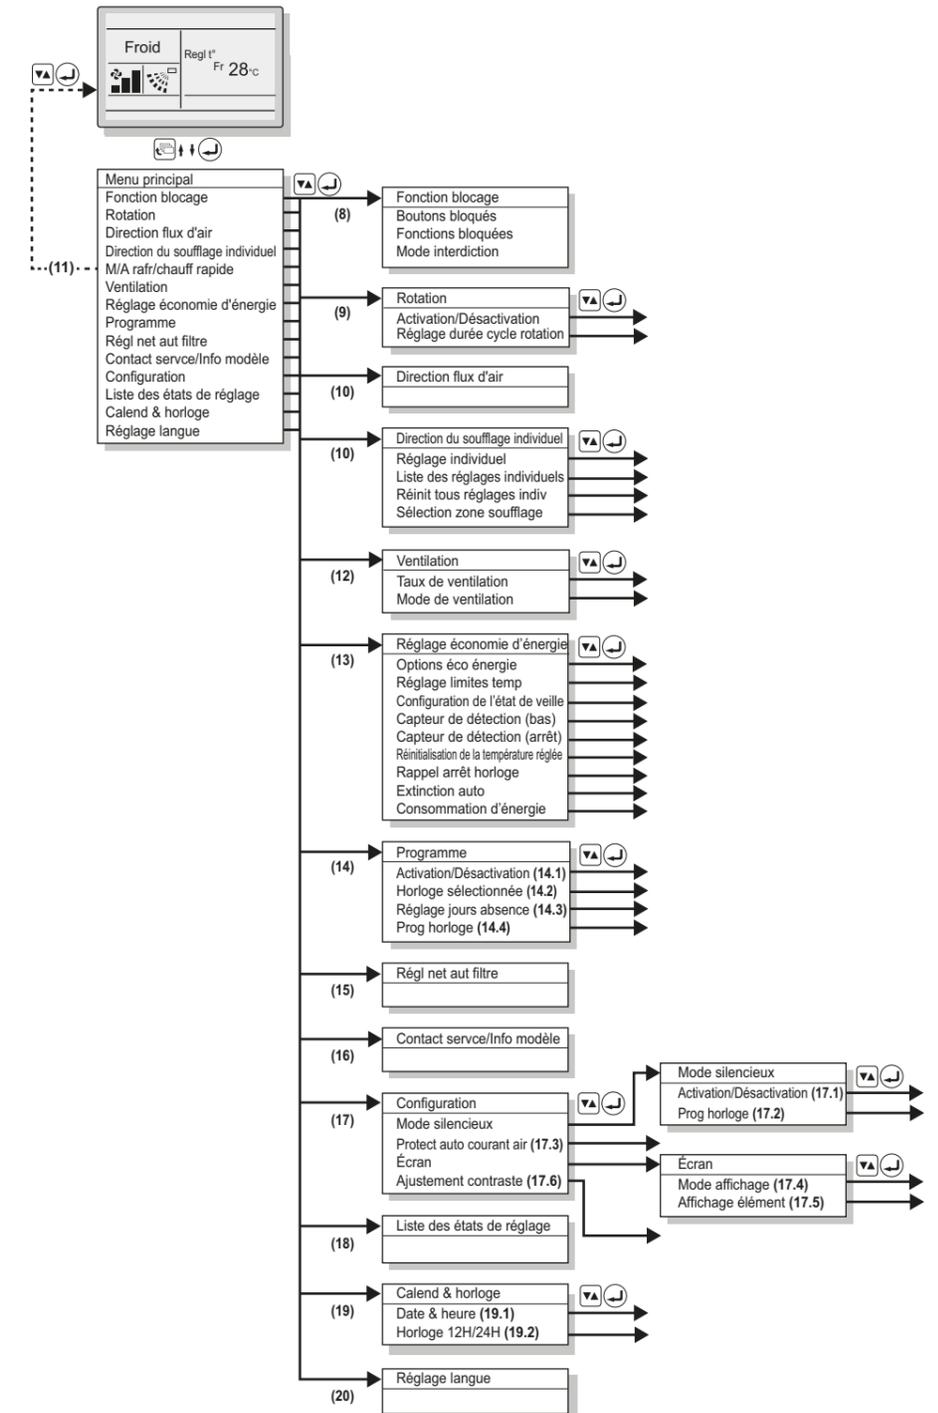 Froid
Regl t°
Fr 28°C
Menu principal
Fonction blocage
Rotation
Direction flux d'air
Direction du soufflage individuel
M/A rafr/chauff rapide
Ventilation
Réglage économie d'énergie
Programme
Régl net aut filtre
Contact servce/Info modèle
Configuration
Liste des états de réglage
Calend & horloge
Réglage langue
(11)
(8)
Fonction blocage
Boutons bloqués
Fonctions bloquées
Mode interdiction
(9)
Rotation
Activation/Désactivation
Réglage durée cycle rotation
(10)
Direction flux d'air
(10)
Direction du soufflage individuel
Réglage individuel
Liste des réglages individuels
Réinit tous réglages indiv
Sélection zone soufflage
(12)
Ventilation
Taux de ventilation
Mode de ventilation
(13)
Réglage économie d’énergie
Options éco énergie
Réglage limites temp
Configuration de l’état de veille
Capteur de détection (bas)
Capteur de détection (arrêt)
Réinitialisation de la température réglée
Rappel arrêt horloge
Extinction auto
Consommation d’énergie
(14)
Programme
Activation/Désactivation (14.1)
Horloge sélectionnée (14.2)
Réglage jours absence (14.3)
Prog horloge (14.4)
(15)
Régl net aut filtre
(16)
Contact servce/Info modèle
(17)
Configuration
Mode silencieux
Protect auto courant air (17.3)
Écran
Ajustement contraste (17.6)
Mode silencieux
Activation/Désactivation (17.1)
Prog horloge (17.2)
Écran
Mode affichage (17.4)
Affichage élément (17.5)
(18)
Liste des états de réglage
(19)
Calend & horloge
Date & heure (19.1)
Horloge 12H/24H (19.2)
(20)
Réglage langue